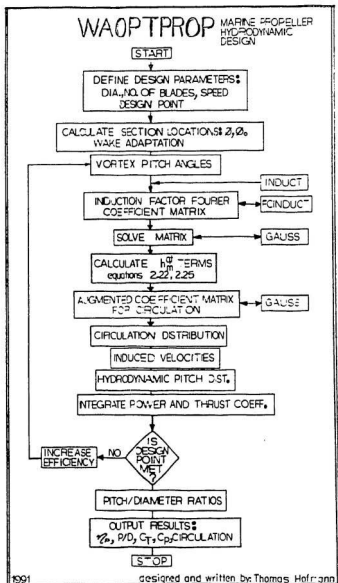 WAOPTPROP
MARINE PROPELLER
HYDRODYNAMIC
DESIGN
START
DEFINE DESIGN PARAMETERS:
DIA., NO. OF BLADES, SPEED
DESIGN POINT
CALCULATE SECTION LOCATIONS: Ø, Øo
WAKE ADAPTATION
VORTEX PITCH ANGLES
INDUCT
INDUCTION FACTOR FOURIER
COEFFICIENT MATRIX
FCINDUCT
SOLVE MATRIX
GAUSS
CALCULATE TERMS
equations 2.22, 2.25
AUGMENTED COEFFICIENT MATRIX
FOR CIRCULATION
GAUSS
CIRCULATION DISTRIBUTION
INDUCED VELOCITIES
HYDRODYNAMIC PITCH DIST.
INTEGRATE POWER AND THRUST COEFF.
IS
DESIGN
POINT
MET
?
NO
INCREASE
EFFICIENCY
PITCH/DIAMETER RATIOS
OUTPUT RESULTS:
P/D, CT, CP, CIRCULATION
STOP
1991
designed and written by: Thomas Hofmann